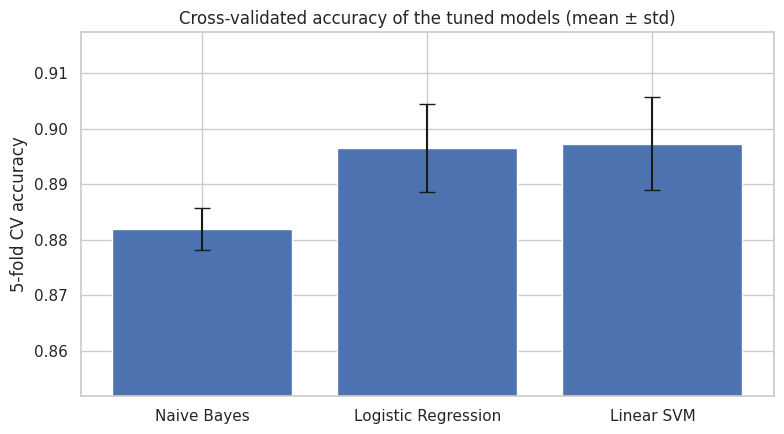 Cross-validated accuracy of the tuned models (mean ± std)
5-fold CV accuracy
0.91
0.90
0.89
0.88
0.87
0.86
Naive Bayes
Logistic Regression
Linear SVM